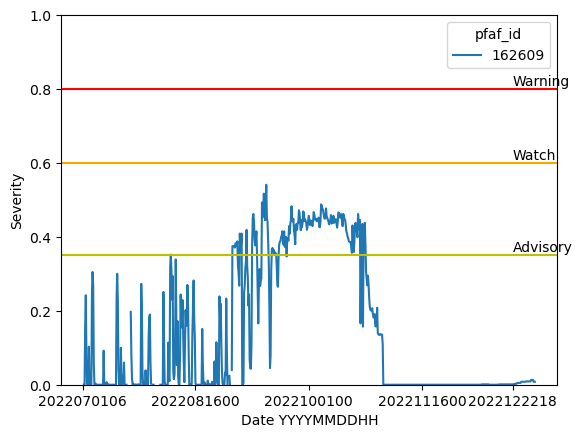 1.0
pfaf_id
162609
Warning
0.8
Watch
0.6
Severity
0.4
Advisory
0.2
0.0
2022070106 2022081600 2022100100 2022111600 2022122218
Date YYYYMMDDHH